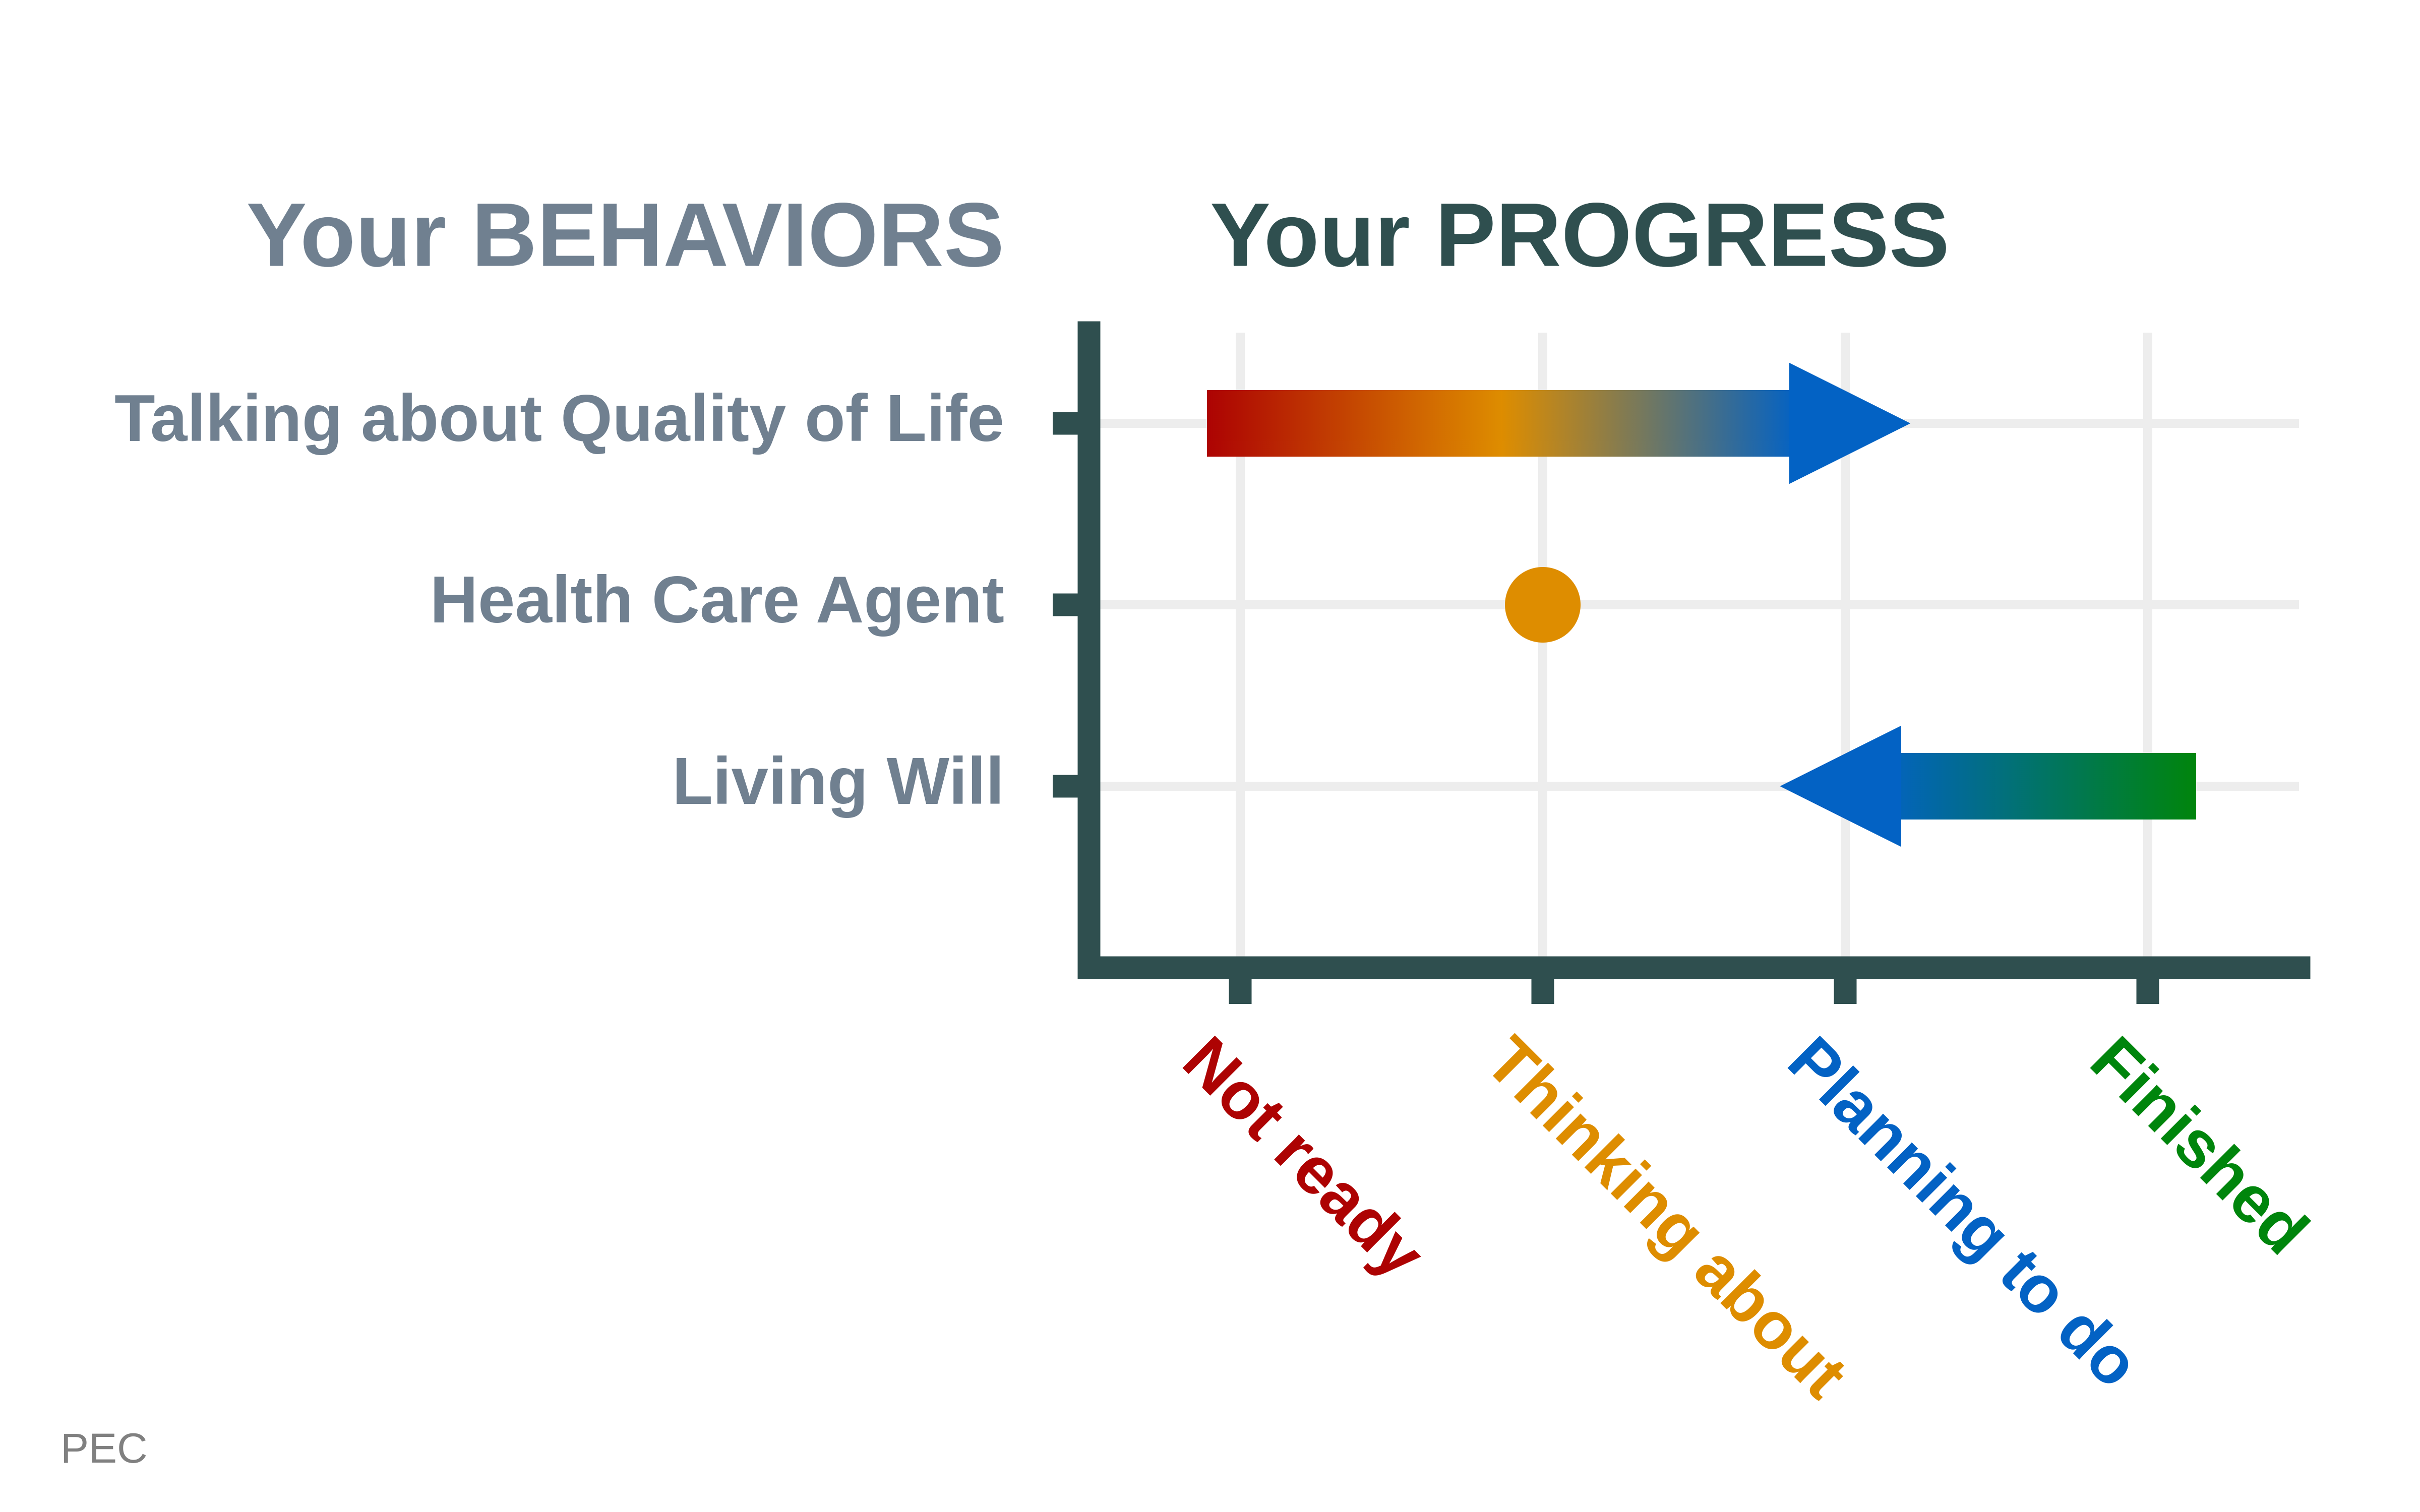 Your BEHAVIORS
Your PROGRESS
Talking about Quality of Life
Health Care Agent
Living Will
Not ready
Thinking about
Planning to do
Finished
PEC